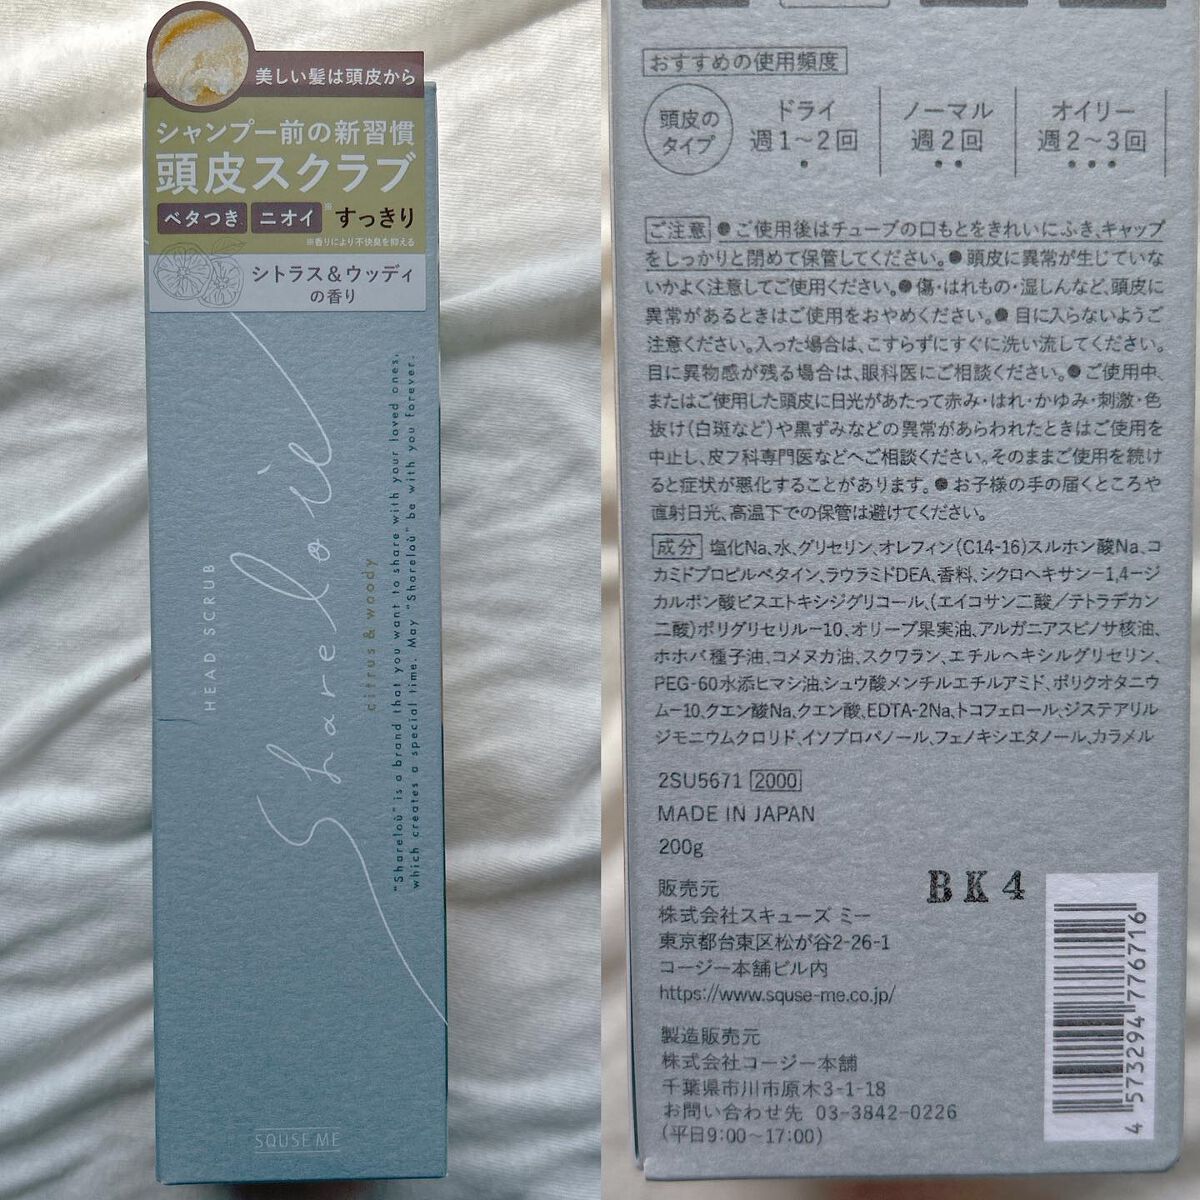 美しい髪は頭皮から
シャンプー前の新習慣
頭皮スクラブ
ベタつき ニオイ※ すっきり
※香りにより不快臭を抑える
シトラス&ウッディ
の香り
HEAD SCRUB
Sharelou
citrus & woody
"Sharelou" is a brand that you want to share with your loved ones,
which creates a special time. May "Sharelou" be with you forever.
SQUSE ME
おすすめの使用頻度
頭皮の
タイプ
ドライ
週1~2回
ノーマル
週2回
オイリー
週2~3回
ご注意 ●ご使用後はチューブの口もとをきれいにふき、キャップ
をしっかりと閉めて保管してください。●頭皮に異常が生じていな
いかよく注意してご使用ください。●傷・はれもの・湿しんなど、頭皮に
異常があるときはご使用をおやめください。●目に入らないようご
注意ください。入った場合は、こすらずにすぐに洗い流してください。
目に異物感が残る場合は、眼科医にご相談ください。●ご使用中、
またはご使用した頭皮に日光があたって赤み・はれ・かゆみ・刺激・色
抜け(白斑など)や黒ずみなどの異常があらわれたときはご使用を
中止し、皮フ科専門医などへご相談ください。そのままご使用を続け
ると症状が悪化することがあります。●お子様の手の届くところや
直射日光、高温下での保管は避けてください。
成分 塩化Na、水、グリセリン、オレフィン(C14-16)スルホン酸Na、コ
カミドプロピルベタイン、ラウラミドDEA、香料、シクロヘキサン-1,4-ジ
カルボン酸ビスエトキシジグリコール、(エイコサン二酸/テトラデカン
二酸)ポリグリセリル-10、オリーブ果実油、アルガニアスピノサ核油、
ホホバ種子油、コメヌカ油、スクワラン、エチルヘキシルグリセリン、
PEG-60水添ヒマシ油、シュウ酸メンチルエチルアミド、ポリクオタニウ
ム-10、クエン酸Na、クエン酸、EDTA-2Na、トコフェロール、ジステアリル
ジモニウムクロリド、イソプロパノール、フェノキシエタノール、カラメル
2SU5671 2000
MADE IN JAPAN
200g
販売元
株式会社スキューズ ミー
東京都台東区松が谷2-26-1
コージー本舗ビル内
https://www.squse-me.co.jp/
製造販売元
株式会社コージー本舗
千葉県市川市原木3-1-18
お問い合わせ先 03-3842-0226
(平日9:00~17:00)
BK4
4 573294 776716